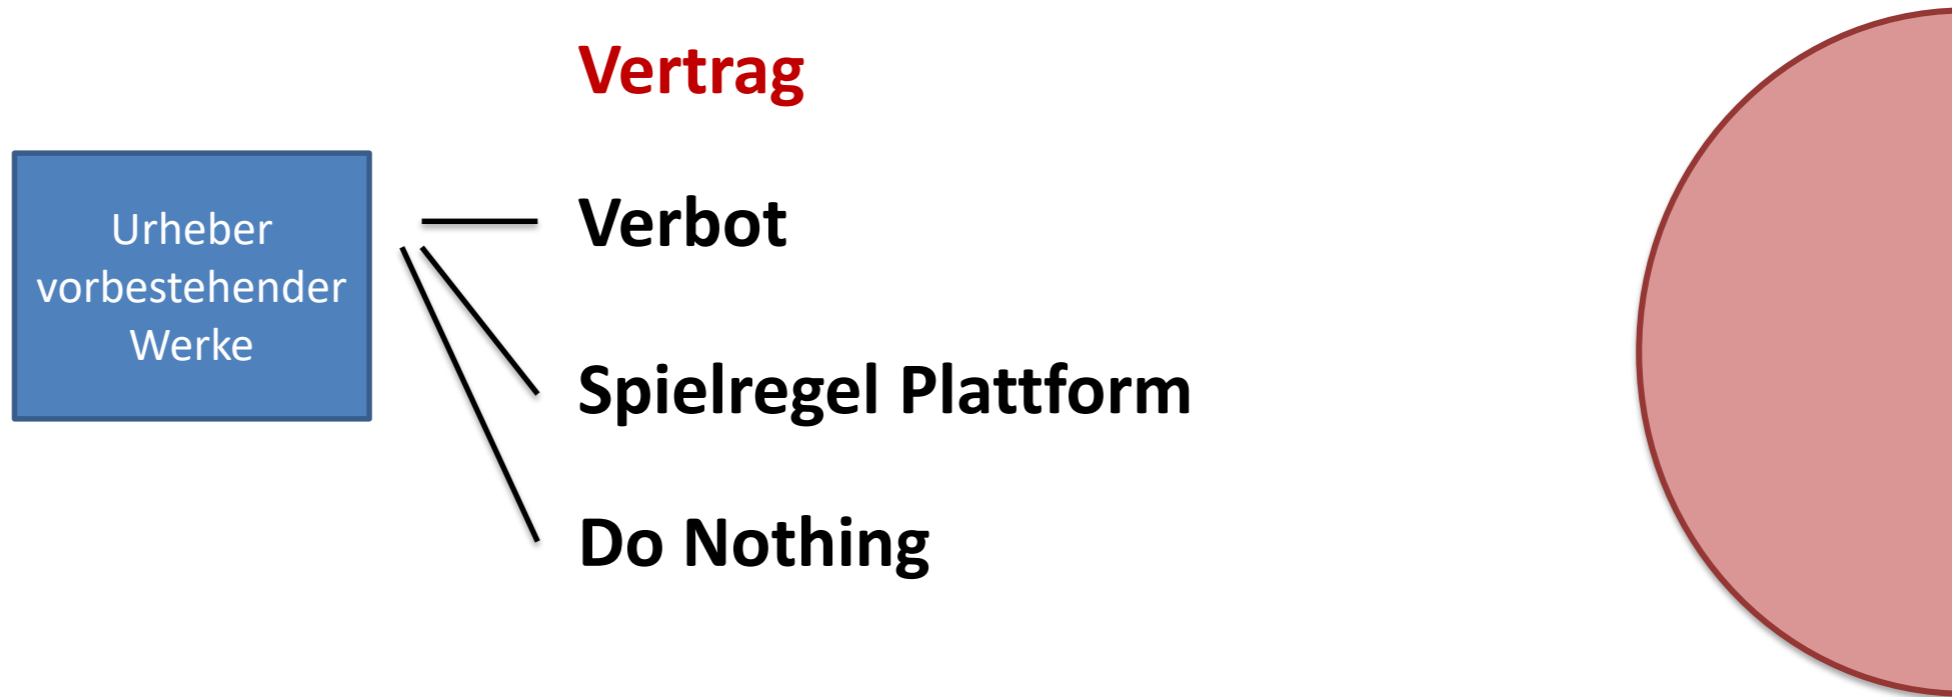 Vertrag
Urheber
vorbestehender
Werke
Verbot
Spielregel Plattform
Do Nothing